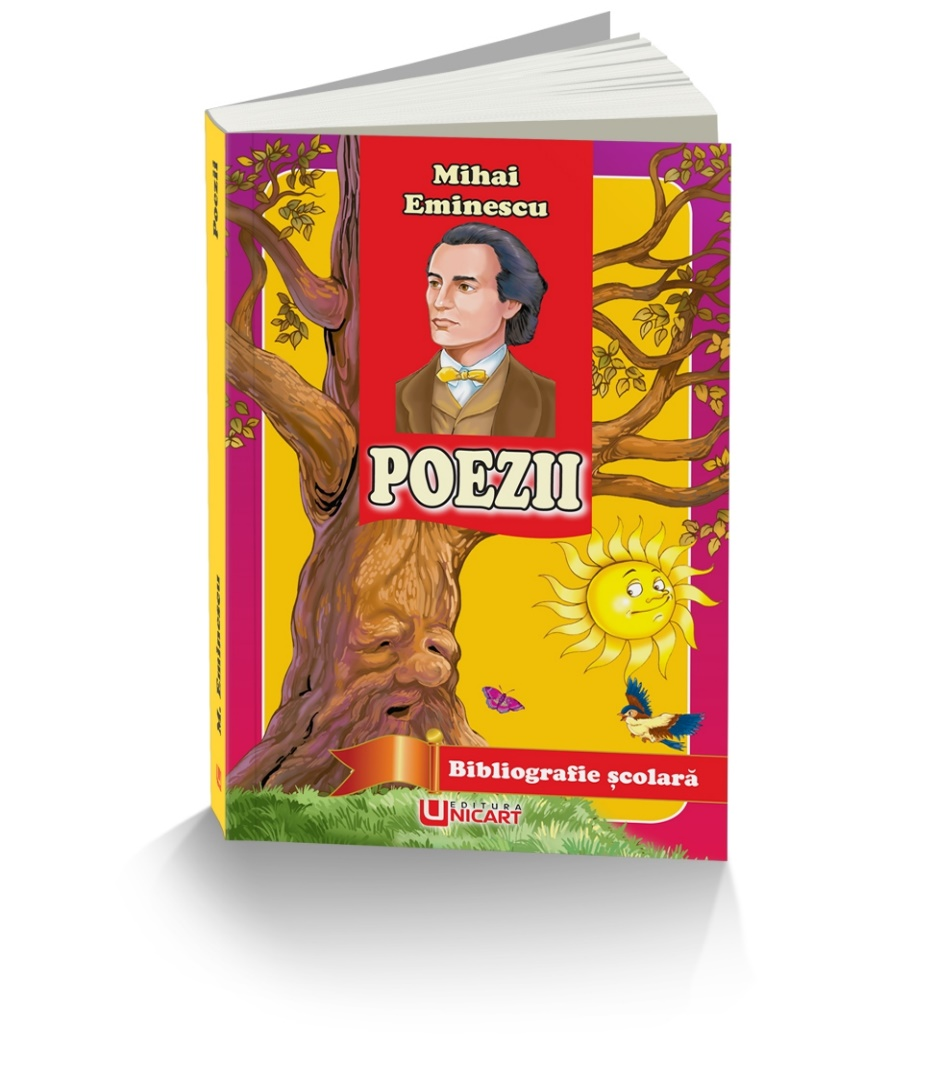 Mihai
Eminescu
POEZII
Bibliografie școlară
EDITURA
UNICART
Poezii
M. Eminescu